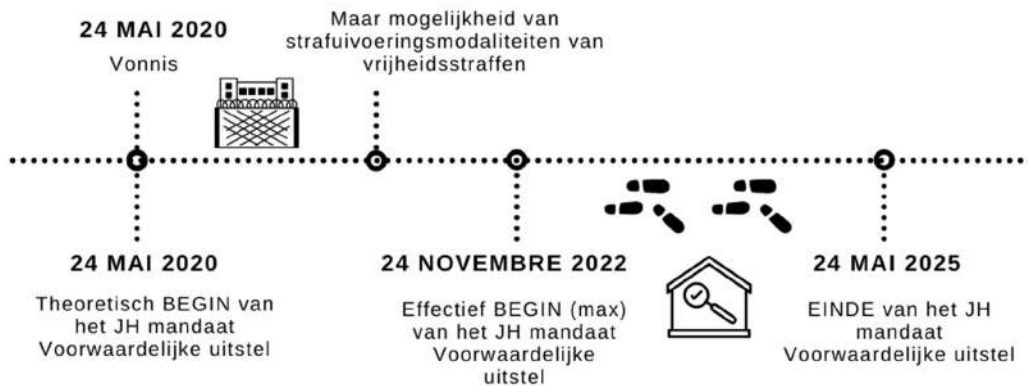 24 MAI 2020
Vonnis
Maar mogelijkheid van
strafuivoeringsmodaliteiten van
vrijheidsstraffen
24 MAI 2020
Theoretisch BEGIN van
het JH mandaat
Voorwaardelijke uitstel
24 NOVEMBRE 2022
Effectief BEGIN (max)
van het JH mandaat
Voorwaardelijke
uitstel
24 MAI 2025
EINDE van het JH
mandaat
Voorwaardelijke uitstel